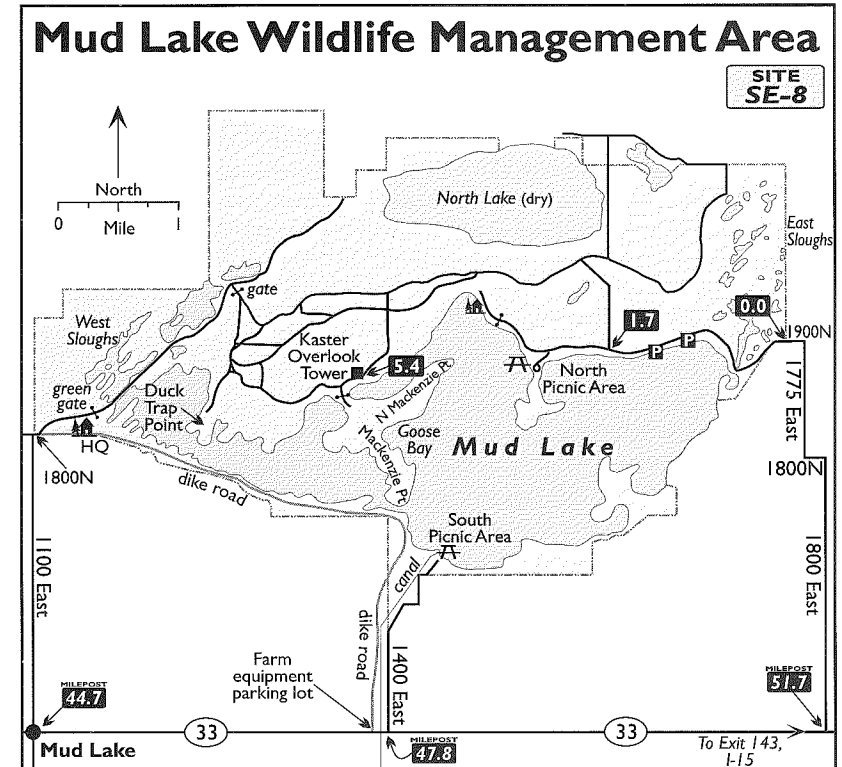 Mud Lake Wildlife Management Area
SITE
SE-8
North
0 1
Mile
North Lake (dry)
East
Sloughs
gate
West
Sloughs
Kaster
Overlook
Tower
5.4
1.7
0.0
1900N
P
P
green
gate
Duck
Trap
Point
N Mackenzie Pt
North
Picnic Area
1775 East
Goose
Bay
Mud Lake
Mackenzie Pt
HQ
1800N
1800N
dike road
South
Picnic Area
canal
1100 East
1800 East
dike road
1400 East
Farm
equipment
parking lot
MILEPOST
44.7
MILEPOST
51.7
33
33
Mud Lake
MILEPOST
47.8
To Exit 143,
I-15